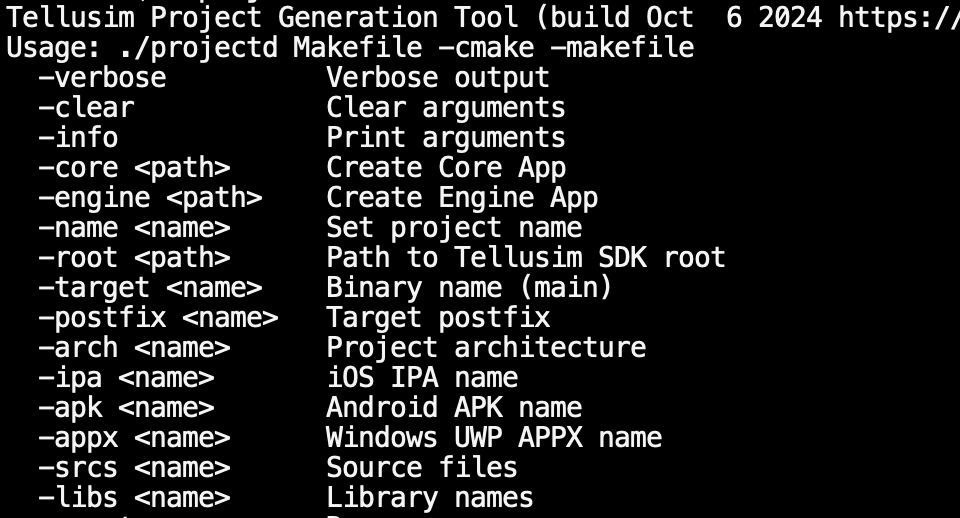 Tellusim Project Generation Tool (build Oct  6 2024 https://
Usage: ./projectd Makefile -cmake -makefile
  -verbose          Verbose output
  -clear            Clear arguments
  -info             Print arguments
  -core <path>      Create Core App
  -engine <path>    Create Engine App
  -name <name>      Set project name
  -root <path>      Path to Tellusim SDK root
  -target <name>    Binary name (main)
  -postfix <name>   Target postfix
  -arch <name>      Project architecture
  -ipa <name>       iOS IPA name
  -apk <name>       Android APK name
  -appx <name>      Windows UWP APPX name
  -srcs <name>      Source files
  -libs <name>      Library names